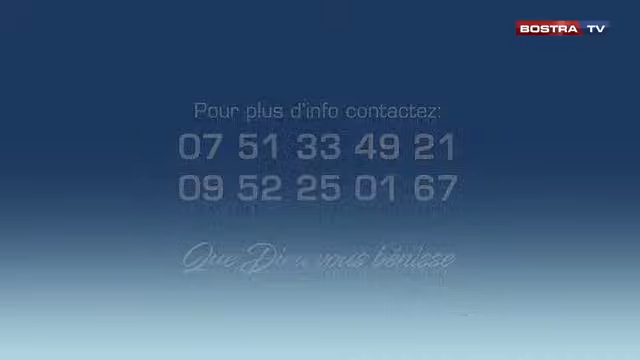 BOSTRA TV
Pour plus d'info contactez:
07 51 33 49 21
09 52 25 01 67
Que Dieu vous bénisse